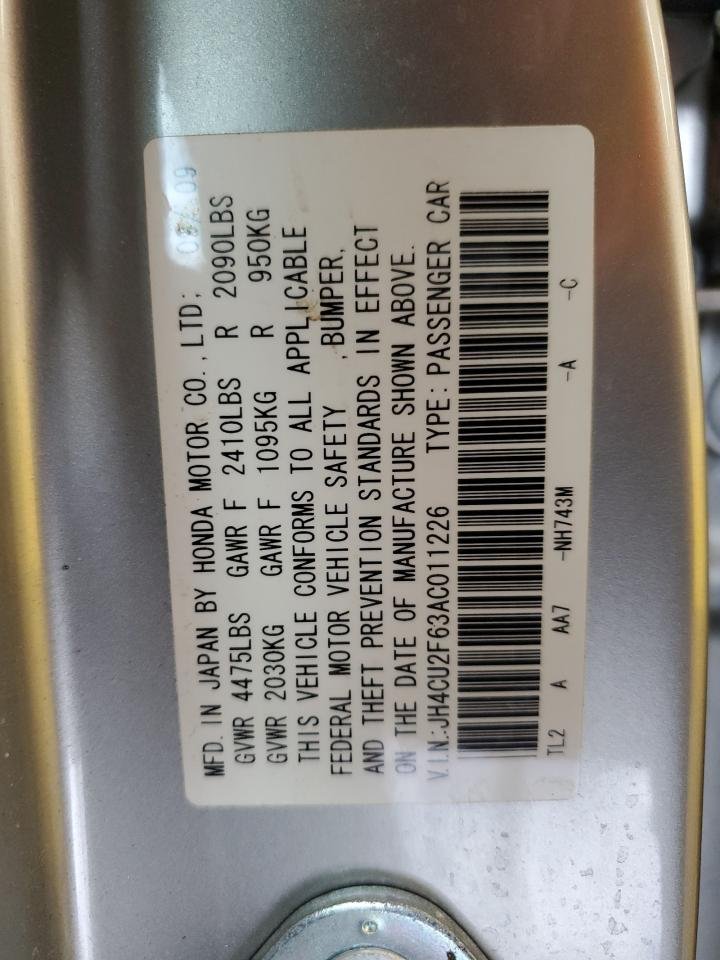 MFD. IN JAPAN BY HONDA MOTOR CO., LTD;
GVWR 4475LBS GAWR F 2410LBS R 2090LBS
GVWR 2030KG GAWR F 1095KG R 950KG
THIS VEHICLE CONFORMS TO ALL APPLICABLE
FEDERAL MOTOR VEHICLE SAFETY , BUMPER,
AND THEFT PREVENTION STANDARDS IN EFFECT
ON THE DATE OF MANUFACTURE SHOWN ABOVE.
V.I.N.:JH4CU2F63AC011226 TYPE: PASSENGER CAR
TL2 A AA7 -NH743M -A -C